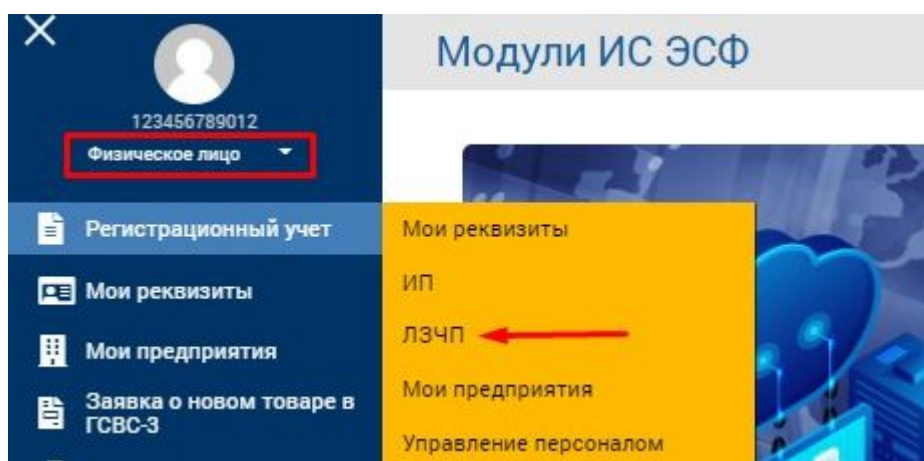 Модули ИС ЭСФ
123456789012
Физическое лицо
Регистрационный учет
Мои реквизиты
Мои предприятия
Заявка о новом товаре в
ГСВС-3
Мои реквизиты
ИП
ЛЗЧП
Мои предприятия
Управление персоналом